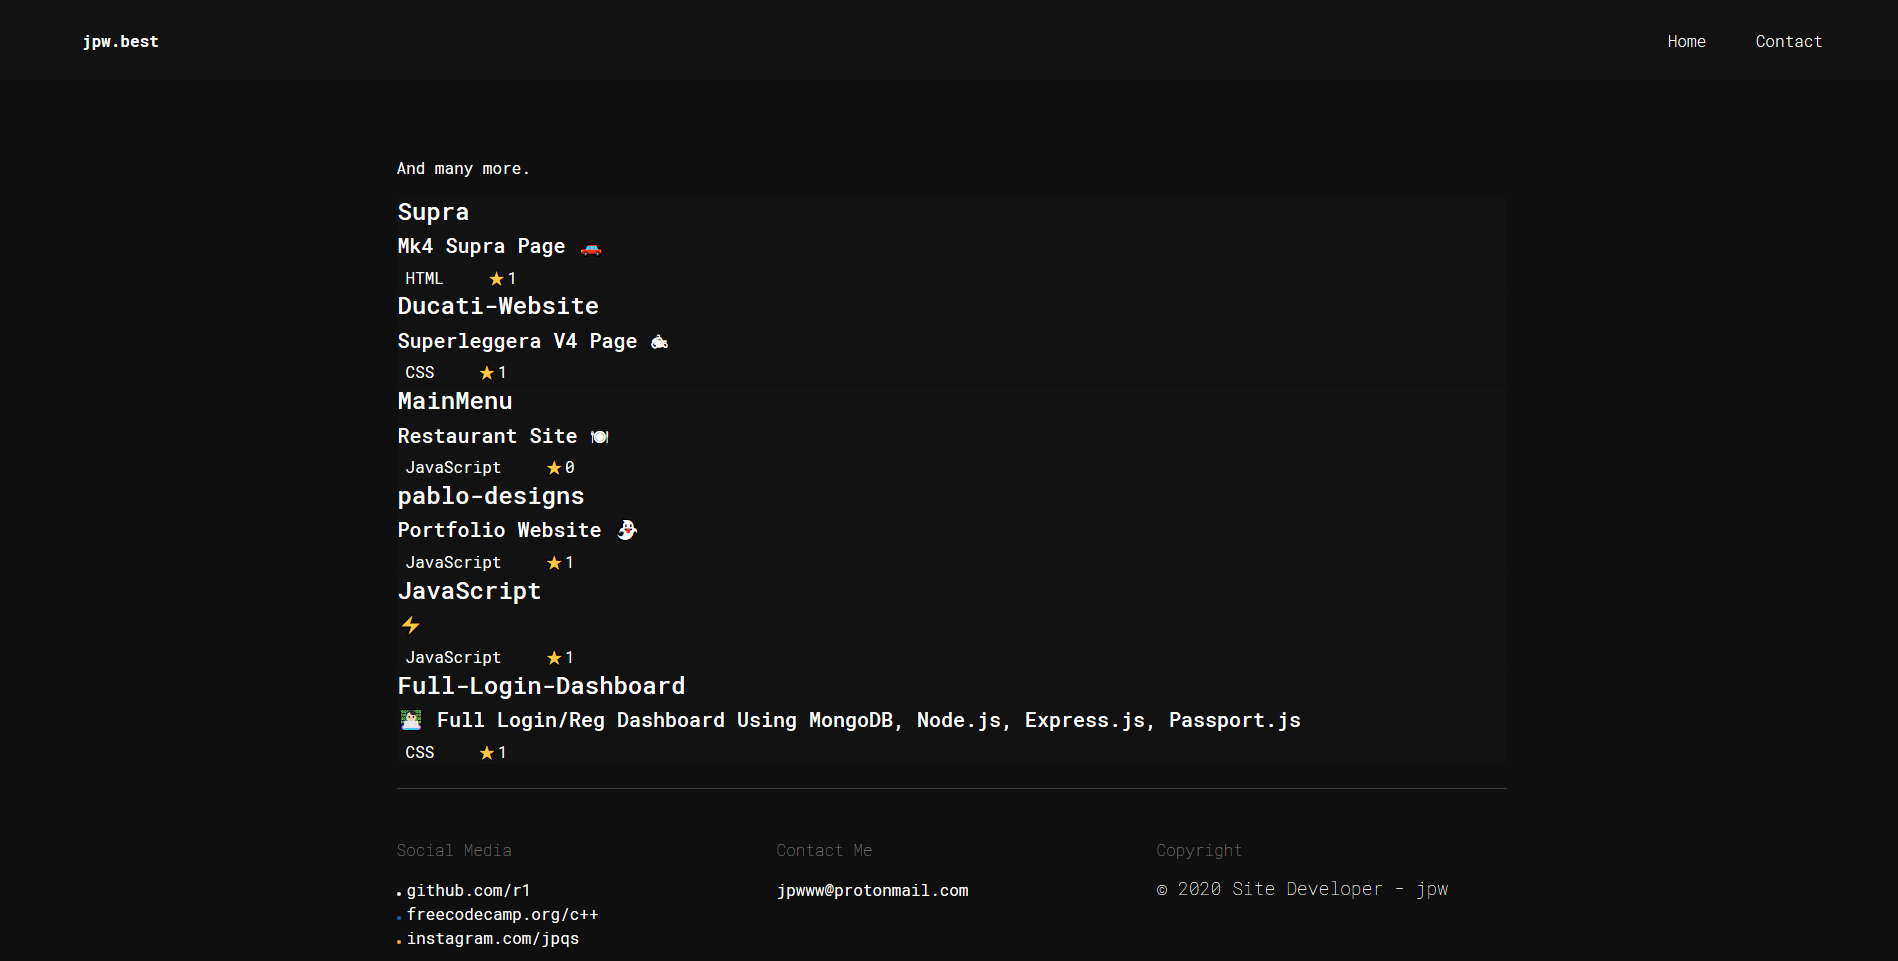 jpw.best Home Contact
And many more.
Supra
Mk4 Supra Page 🚗
HTML ⭐1
Ducati-Website
Superleggera V4 Page 🏍
CSS ⭐1
MainMenu
Restaurant Site 🍽
JavaScript ⭐0
pablo-designs
Portfolio Website 👻
JavaScript ⭐1
JavaScript
⚡
JavaScript ⭐1
Full-Login-Dashboard
👨🏻‍💻 Full Login/Reg Dashboard Using MongoDB, Node.js, Express.js, Passport.js
CSS ⭐1
Social Media
github.com/r1
freecodecamp.org/c++
instagram.com/jpqs
Contact Me
jpwww@protonmail.com
Copyright
© 2020 Site Developer - jpw